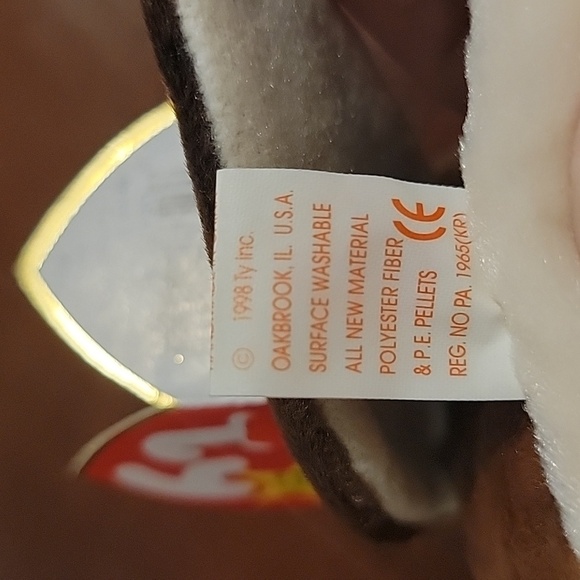 © 1998 Ty Inc.
OAKBROOK, IL. U.S.A.
SURFACE WASHABLE
ALL NEW MATERIAL
POLYESTER FIBER
& P.E. PELLETS CE
REG. NO PA. 1965(KR)
ty